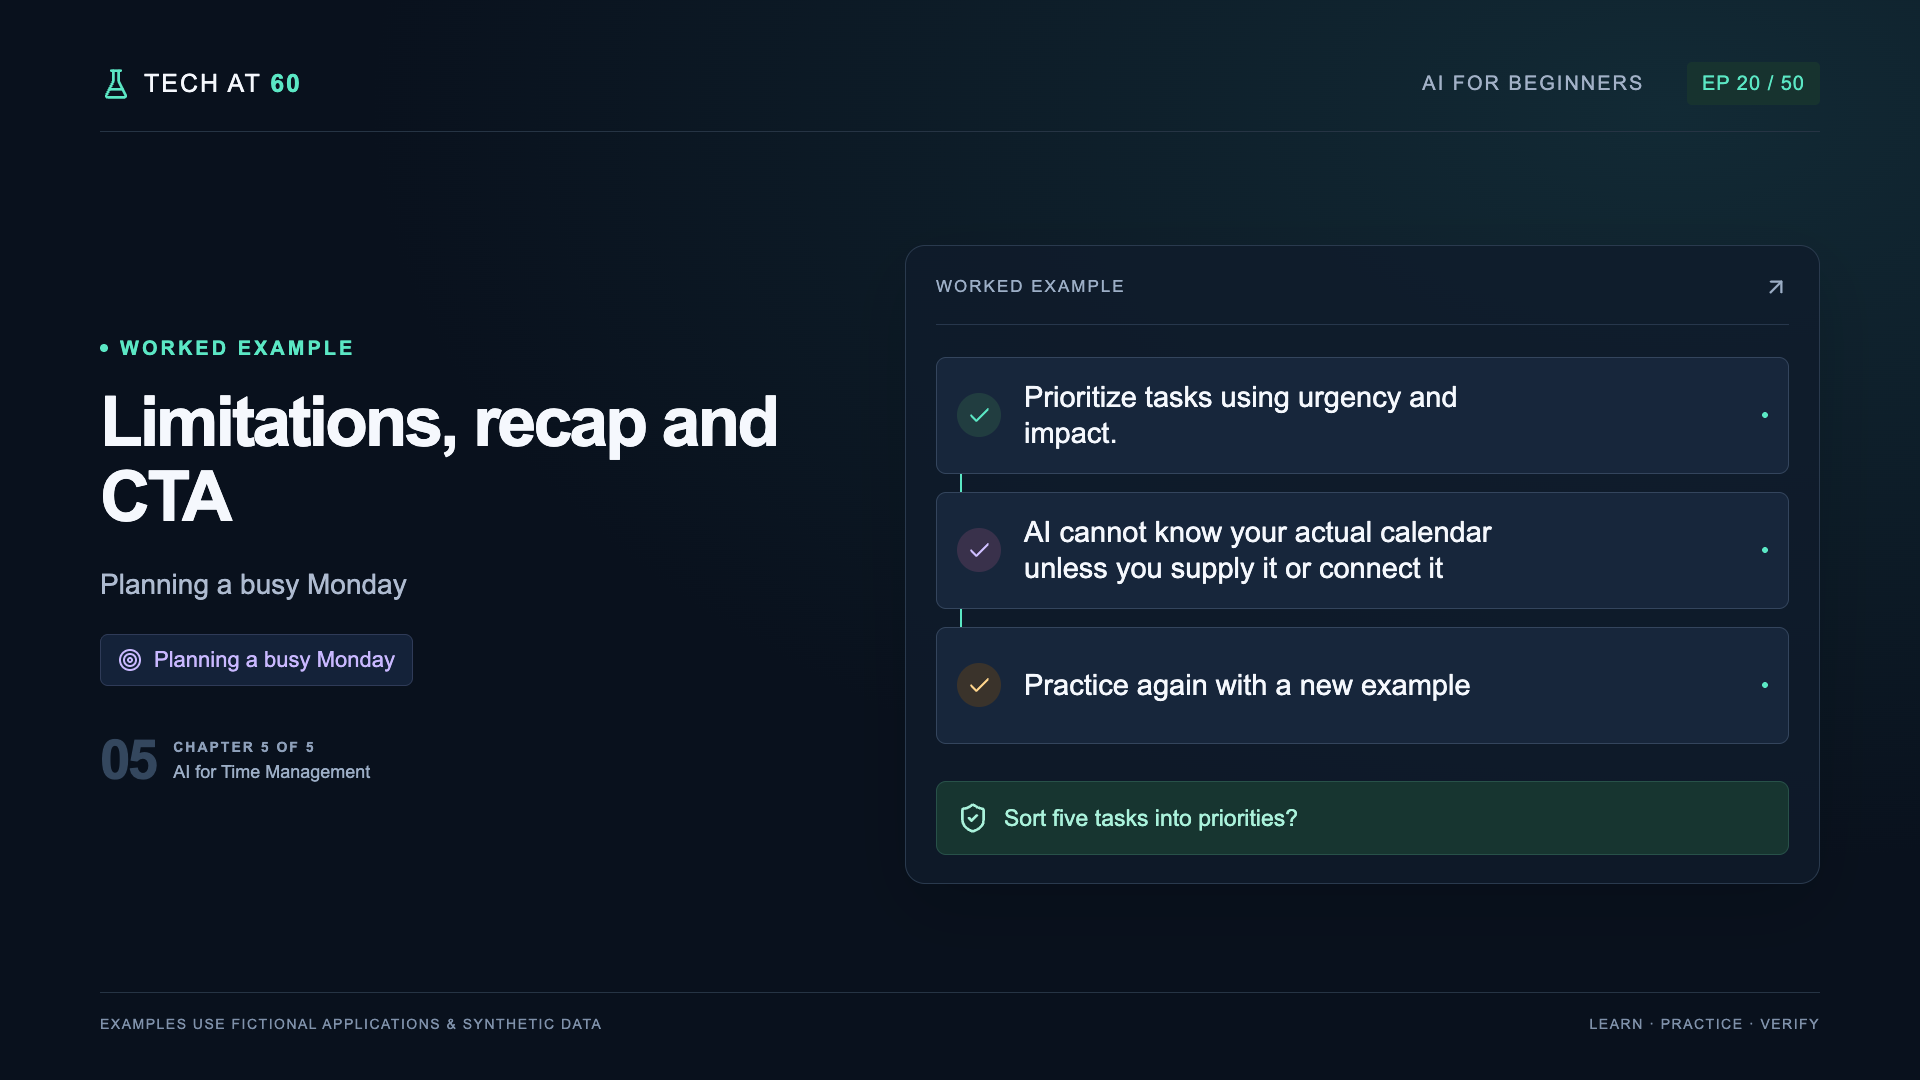 TECH AT 60
AI FOR BEGINNERS
EP 20 / 50
WORKED EXAMPLE
Limitations, recap and
CTA
Planning a busy Monday
Planning a busy Monday
05
CHAPTER 5 OF 5
AI for Time Management
WORKED EXAMPLE
Prioritize tasks using urgency and
impact.
AI cannot know your actual calendar
unless you supply it or connect it
Practice again with a new example
Sort five tasks into priorities?
EXAMPLES USE FICTIONAL APPLICATIONS & SYNTHETIC DATA
LEARN · PRACTICE · VERIFY